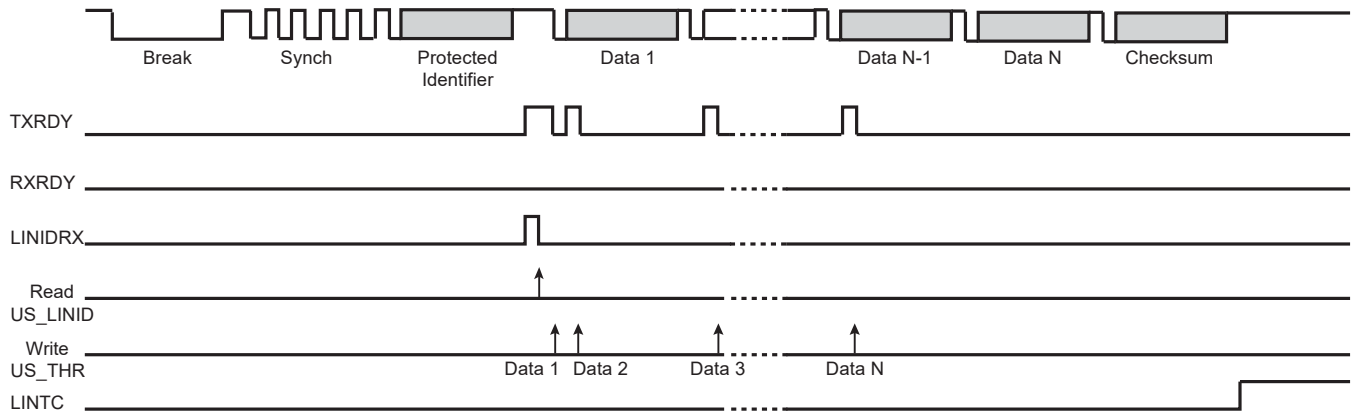 Break Synch Protected Data 1 Data N-1 Data N Checksum
Identifier
TXRDY
RXRDY
LINIDRX
Read
US_LINID
Write
US_THR Data 1 Data 2 Data 3 Data N
LINTC